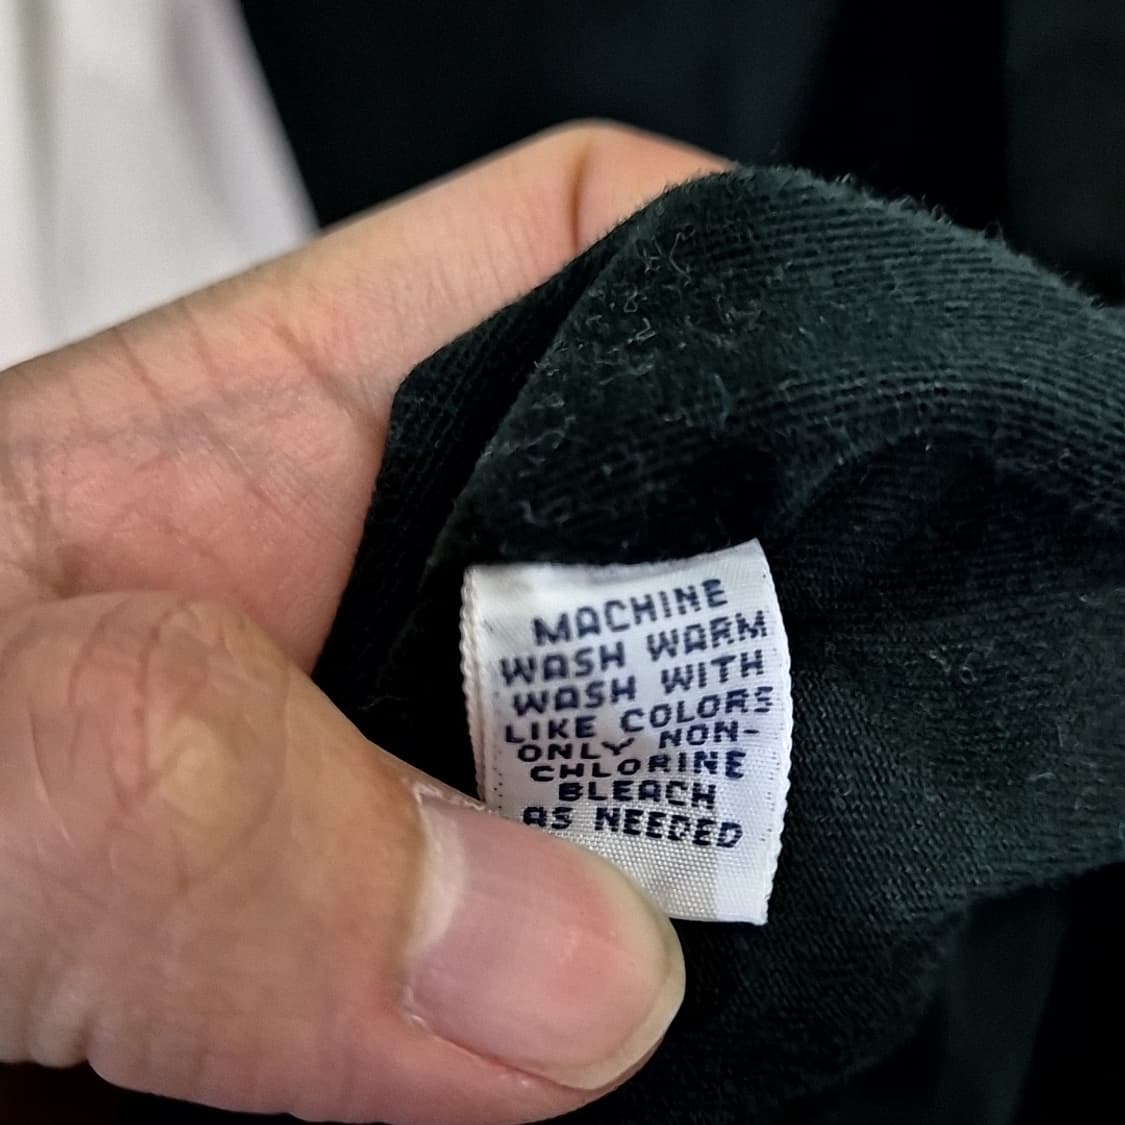 MACHINE
WASH WARM
WASH WITH
LIKE COLORS
ONLY NON-
CHLORINE
BLEACH
AS NEEDED